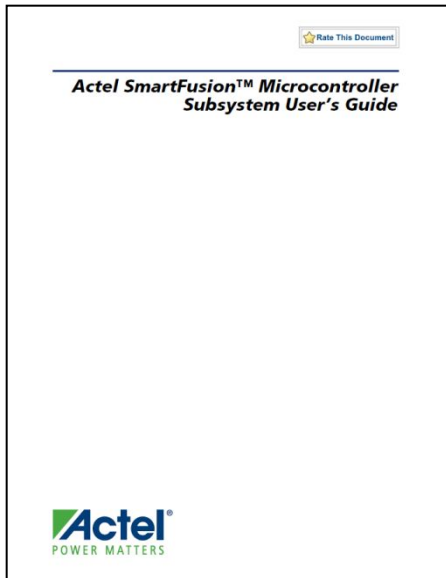 Rate This Document
Actel SmartFusion™ Microcontroller
Subsystem User's Guide
Actel®
POWER MATTERS